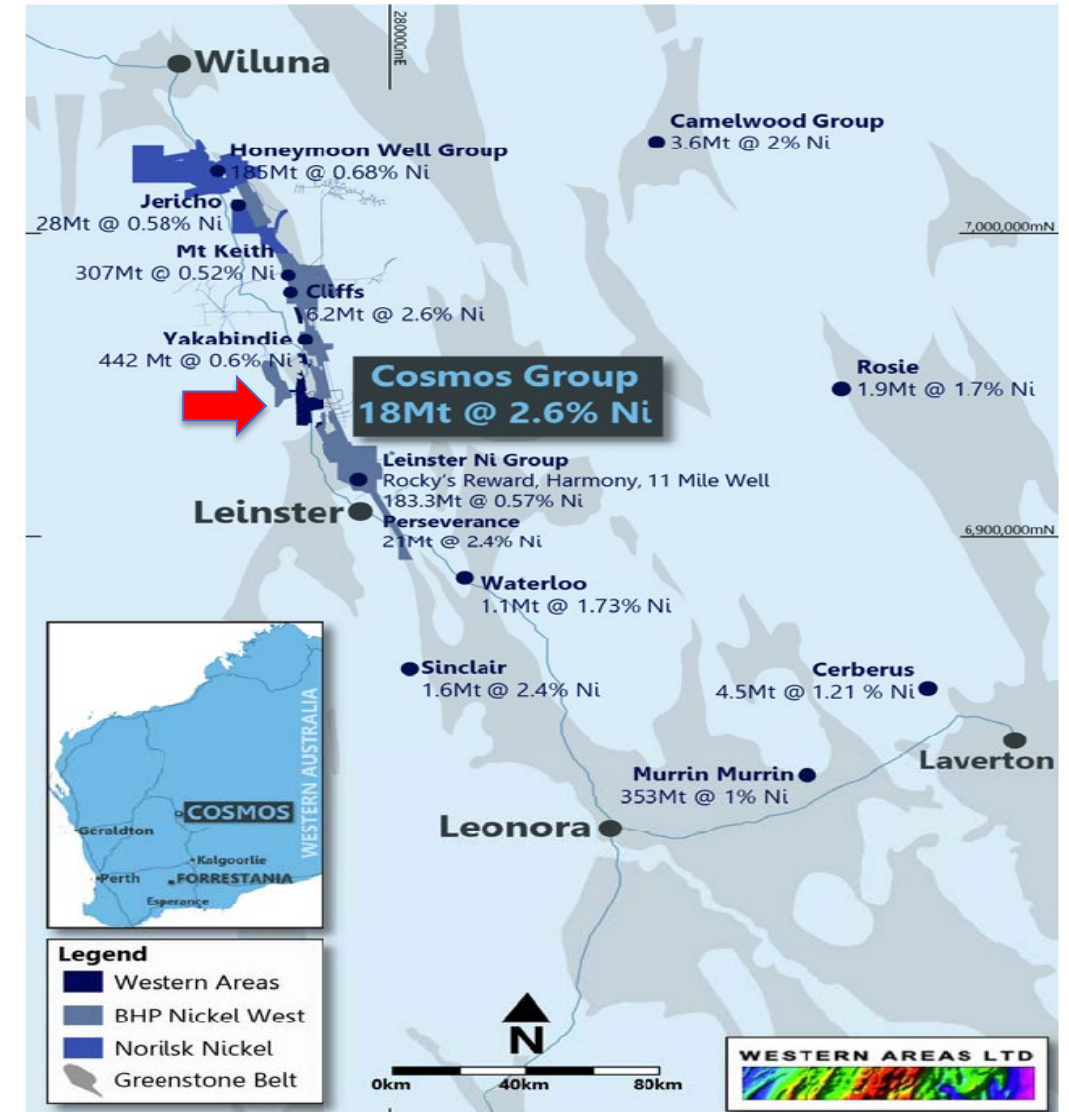 280000mE
Wiluna
Camelwood Group
3.6Mt @ 2% Ni
Honeymoon Well Group
185Mt @ 0.68% Ni
Jericho
28Mt @ 0.58% Ni
7,000,000mN
Mt Keith
307Mt @ 0.52% Ni
Cliffs
6.2Mt @ 2.6% Ni
Yakabindie
442 Mt @ 0.6% Ni
Cosmos Group
18Mt @ 2.6% Ni
Rosie
1.9Mt @ 1.7% Ni
Leinster Ni Group
Rocky's Reward, Harmony, 11 Mile Well
183.3Mt @ 0.57% Ni
Leinster
Perseverance
21Mt @ 2.4% Ni
6,900,000mN
Waterloo
1.1Mt @ 1.73% Ni
Sinclair
1.6Mt @ 2.4% Ni
Cerberus
4.5Mt @ 1.21 % Ni
Laverton
Murrin Murrin
353Mt @ 1% Ni
Leonora
WESTERN AUSTRALIA
COSMOS
Geraldton
Kalgoorlie
Perth
FORRESTANIA
Esperance
Legend
Western Areas
BHP Nickel West
Norilsk Nickel
Greenstone Belt
N
0km 40km 80km
WESTERN AREAS LTD